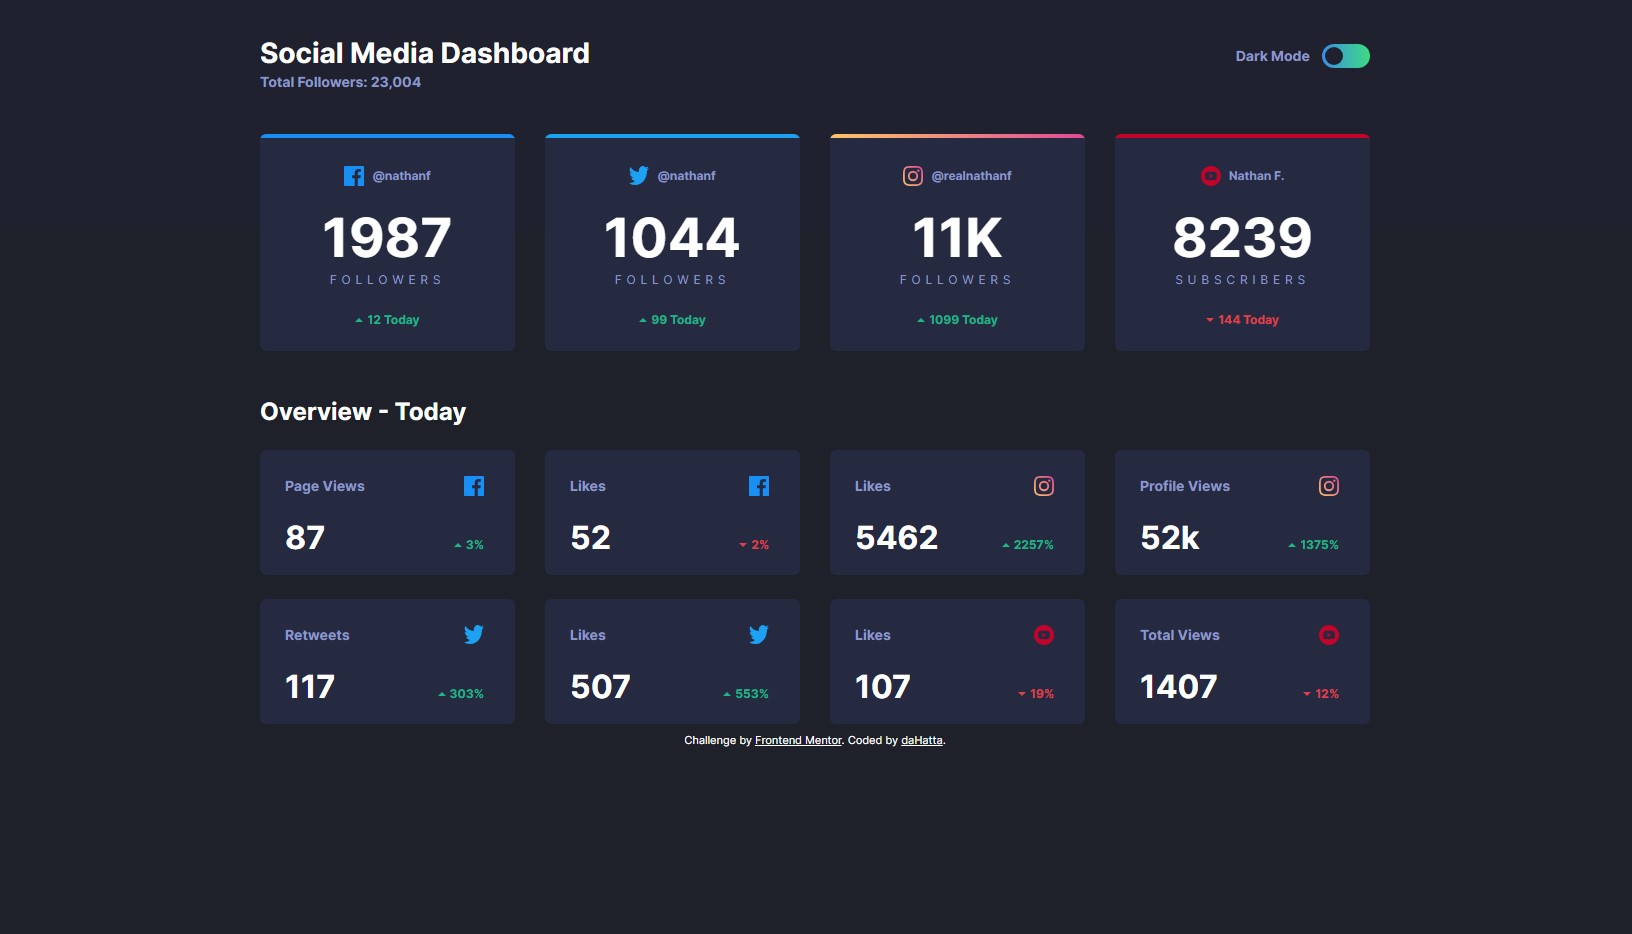 Social Media Dashboard
Total Followers: 23,004
Dark Mode
@nathanf
1987
FOLLOWERS
12 Today
@nathanf
1044
FOLLOWERS
99 Today
@realnathanf
11K
FOLLOWERS
1099 Today
Nathan F.
8239
SUBSCRIBERS
144 Today
Overview - Today
Page Views
87
3%
Likes
52
2%
Likes
5462
2257%
Profile Views
52k
1375%
Retweets
117
303%
Likes
507
553%
Likes
107
19%
Total Views
1407
12%
Challenge by Frontend Mentor. Coded by daHatta.